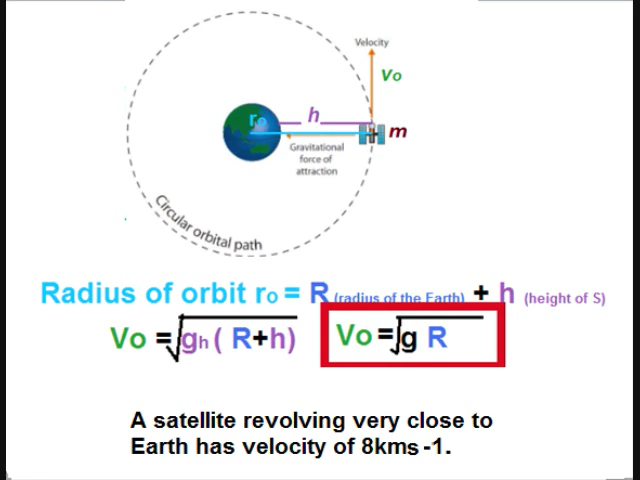 Velocity
Vo
ro
h
m
Gravitational
force of
attraction
Circular orbital path
Radius of orbit ro = R (radius of the Earth) + h (height of S)
Vo =√gh ( R+h)
Vo =√g R
A satellite revolving very close to
Earth has velocity of 8kms -1.